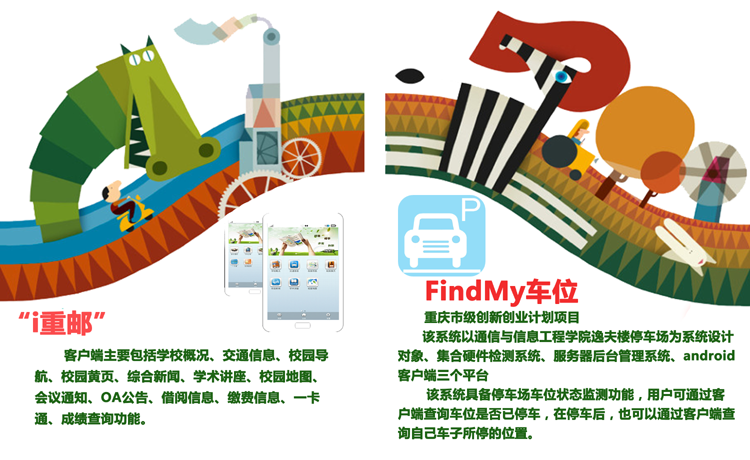 “i重邮”
客户端主要包括学校概况、交通信息、校园导
航、校园黄页、综合新闻、学术讲座、校园地图、
会议通知、OA公告、借阅信息、缴费信息、一卡
通、成绩查询功能。
P
FindMy车位
重庆市级创新创业计划项目
该系统以通信与信息工程学院逸夫楼停车场为系统设计
对象、集合硬件检测系统、服务器后台管理系统、android
客户端三个平台
该系统具备停车场车位状态监测功能，用户可通过客
户端查询车位是否已停车，在停车后，也可以通过客户端查
询自己车子所停的位置。